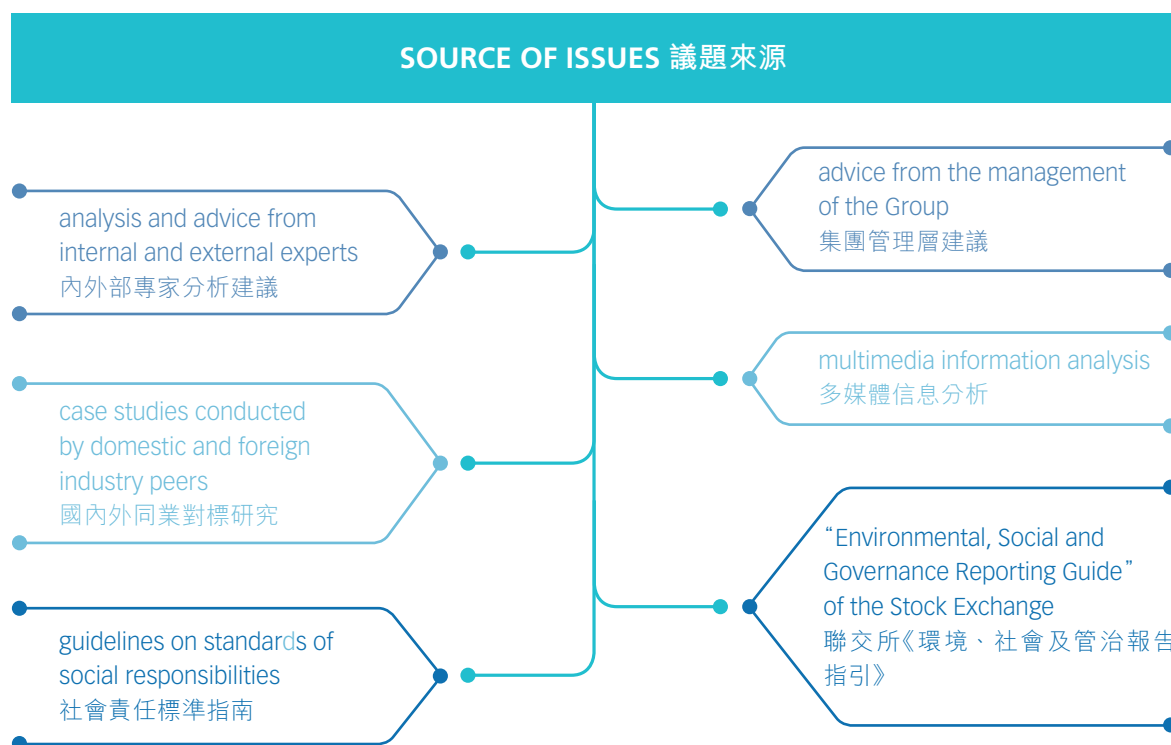 SOURCE OF ISSUES 議題來源
analysis and advice from
internal and external experts
內外部專家分析建議
case studies conducted
by domestic and foreign
industry peers
國內外同業對標研究
guidelines on standards of
social responsibilities
社會責任標準指南
advice from the management
of the Group
集團管理層建議
multimedia information analysis
多媒體信息分析
“Environmental, Social and
Governance Reporting Guide”
of the Stock Exchange
聯交所《環境、社會及管治報告
指引》